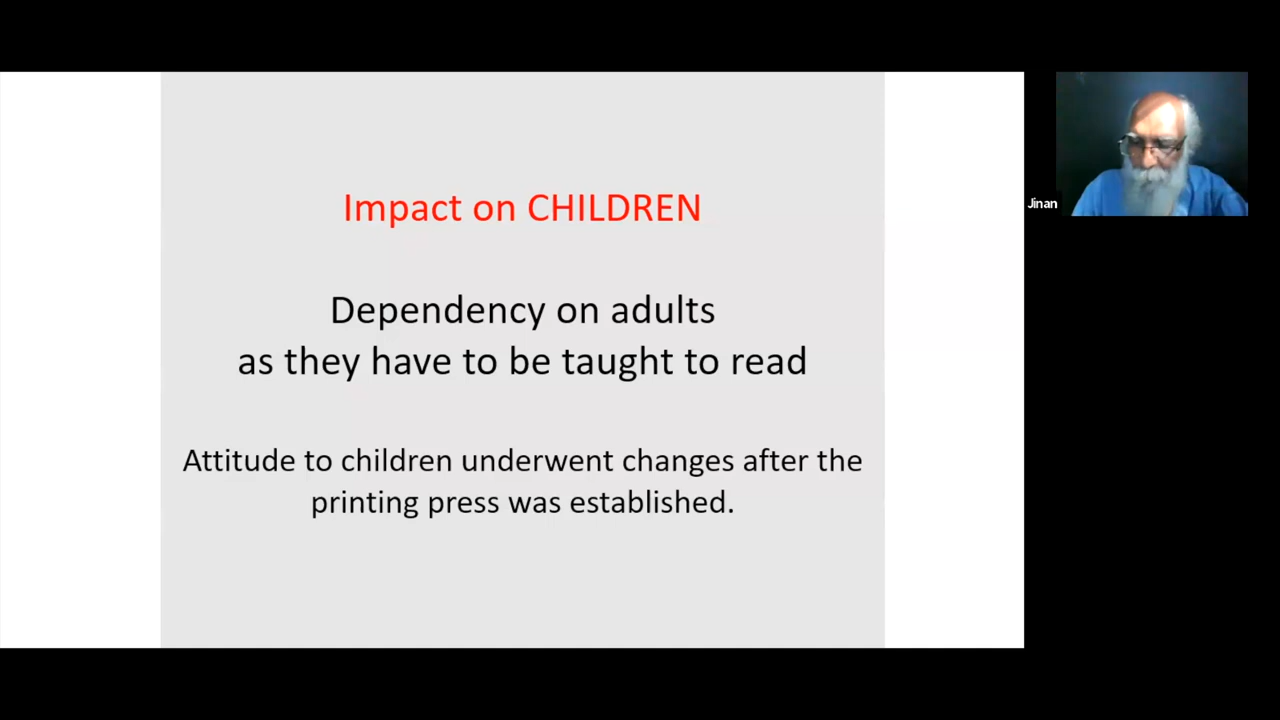 Impact on CHILDREN
Dependency on adults
as they have to be taught to read
Attitude to children underwent changes after the
printing press was established.
Jinan